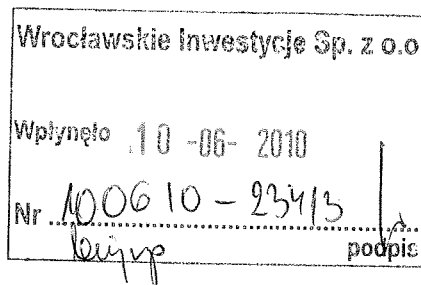 Wrocławskie Inwestycje Sp. z o.o
Wpłynęło 10 -06- 2010
Nr 100610-23413
podpis